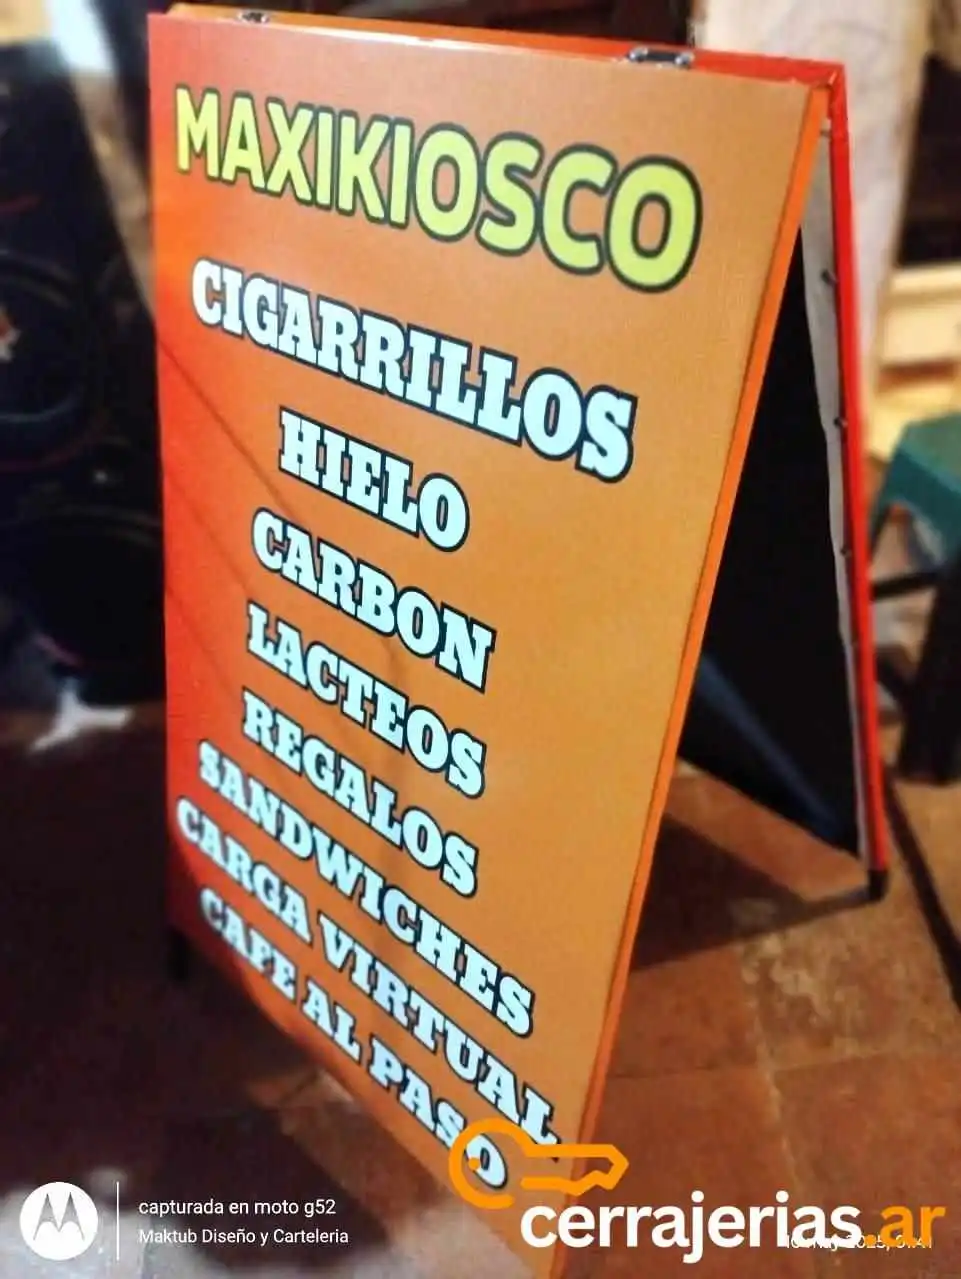 MAXIKIOSCO
CIGARRILLOS
HIELO
CARBON
LACTEOS
REGALOS
SANDWICHES
CARGA VIRTUAL
CAFE AL PASO
capturada en moto g52
Maktub Diseño y Carteleria
cerrajerias.ar